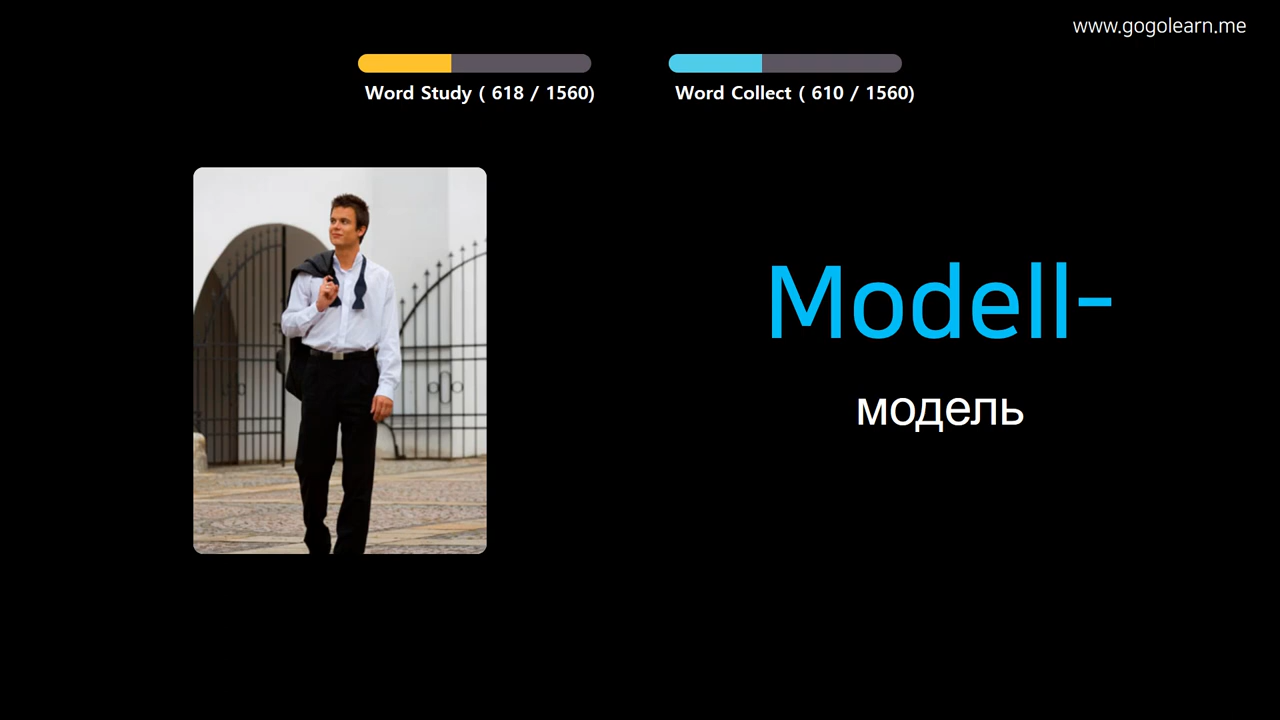 www.gogolearn.me
Word Study ( 618 / 1560)
Word Collect ( 610 / 1560)
Modell-
модель